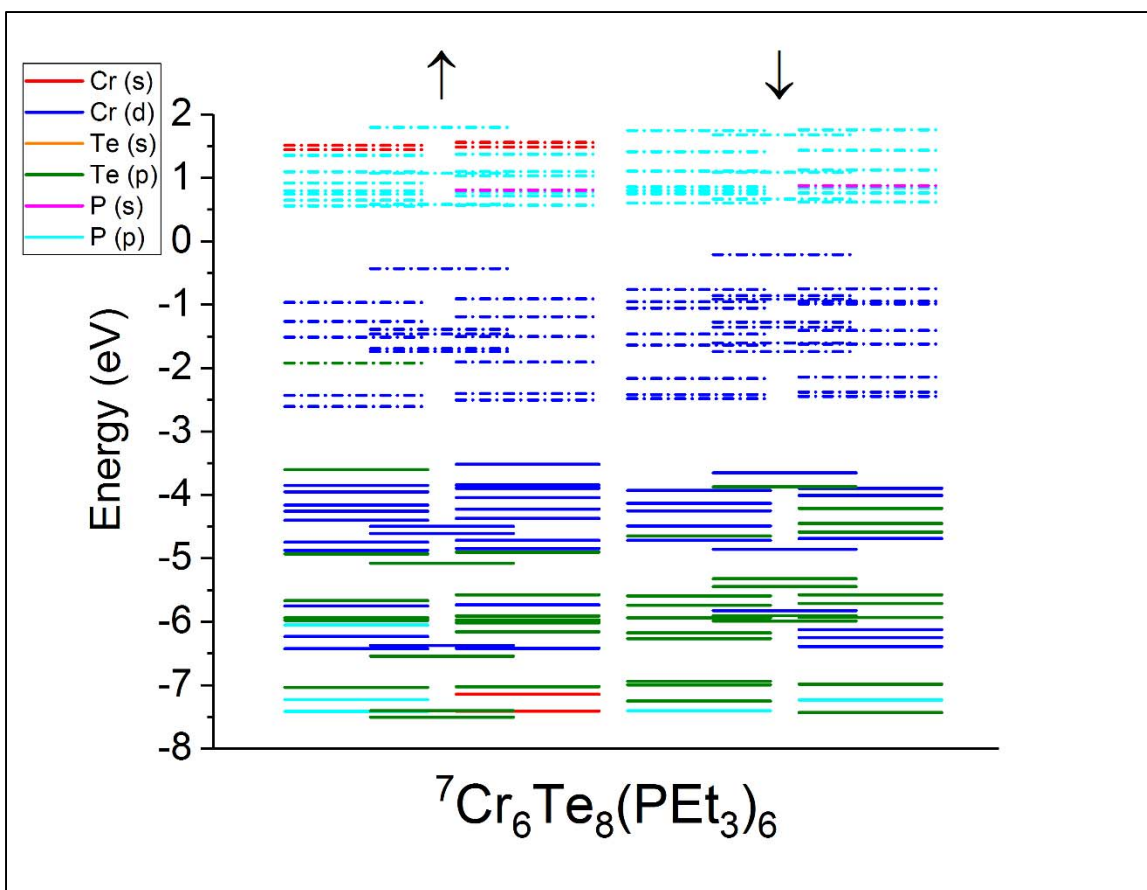 ↑ ↓
Cr (s)
Cr (d)
Te (s)
Te (p)
P (s)
P (p)
2
1
0
-1
-2
-3
-4
-5
-6
-7
-8
Energy (eV)
⁷Cr₆Te₈(PEt₃)₆